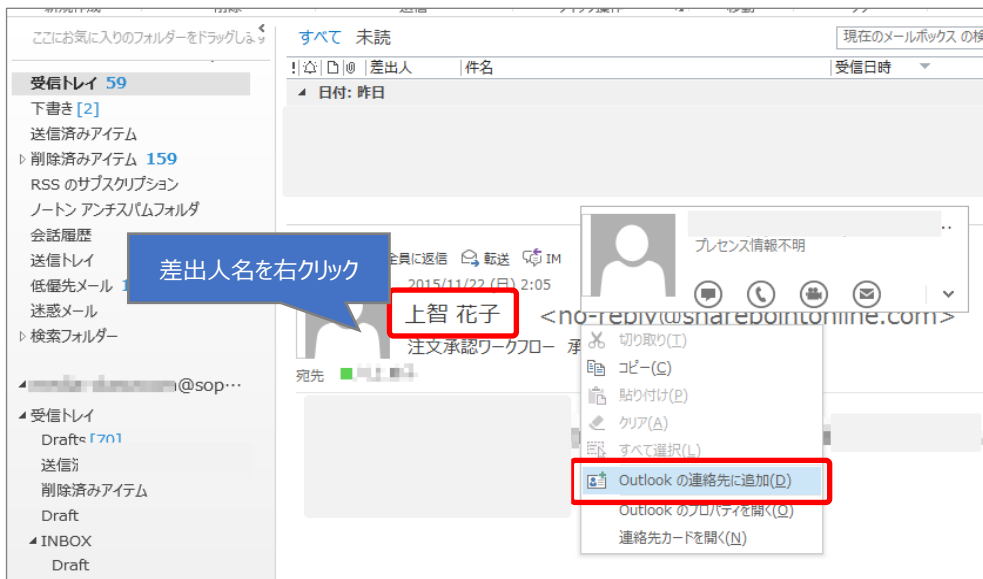 ここにお気に入りのフォルダーをドラッグしま
受信トレイ 59
下書き [2]
送信済みアイテム
削除済みアイテム 159
RSS のサブスクリプション
ノートン アンチスパムフォルダ
会話履歴
送信トレイ
低優先メール
迷惑メール
検索フォルダー
@sop…
受信トレイ
Drafts [70]
送信
削除済みアイテム
Draft
INBOX
Draft
すべて 未読
現在のメールボックス の検
! 差出人 件名 受信日時
日付: 昨日
プレゼンス情報不明
差出人名を右クリック
全員に返信 転送 IM
2015/11/22 (日) 2:05
上智 花子 <no-reply@sharepointonline.com>
注文承認ワークフロー 承
宛先
切り取り(T)
コピー(C)
貼り付け(P)
クリア(A)
すべて選択(L)
Outlook の連絡先に追加(D)
Outlook のプロパティを開く(O)
連絡先カードを開く(N)